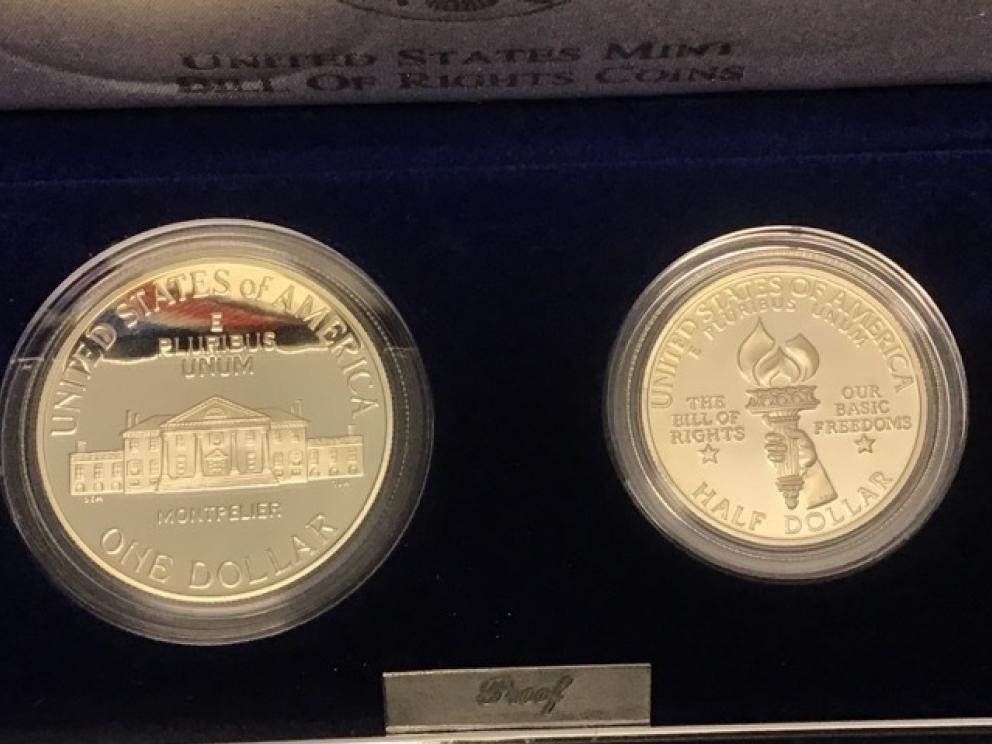 UNITED STATES MINT
BILL OF RIGHTS COINS
UNITED STATES of AMERICA
E
PLURIBUS
UNUM
MONTPELIER
ONE DOLLAR
UNITED STATES OF AMERICA
E PLURIBUS UNUM
THE
BILL OF
RIGHTS
OUR
BASIC
FREEDOMS
HALF DOLLAR
Proof